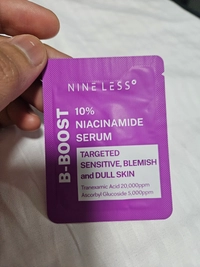 NINELESS
B-BOOST
10%
NIACINAMIDE
SERUM
TARGETED
SENSITIVE, BLEMISH
and DULL SKIN
Tranexamic Acid 20,000ppm
Ascorbyl Glucoside 5,000ppm